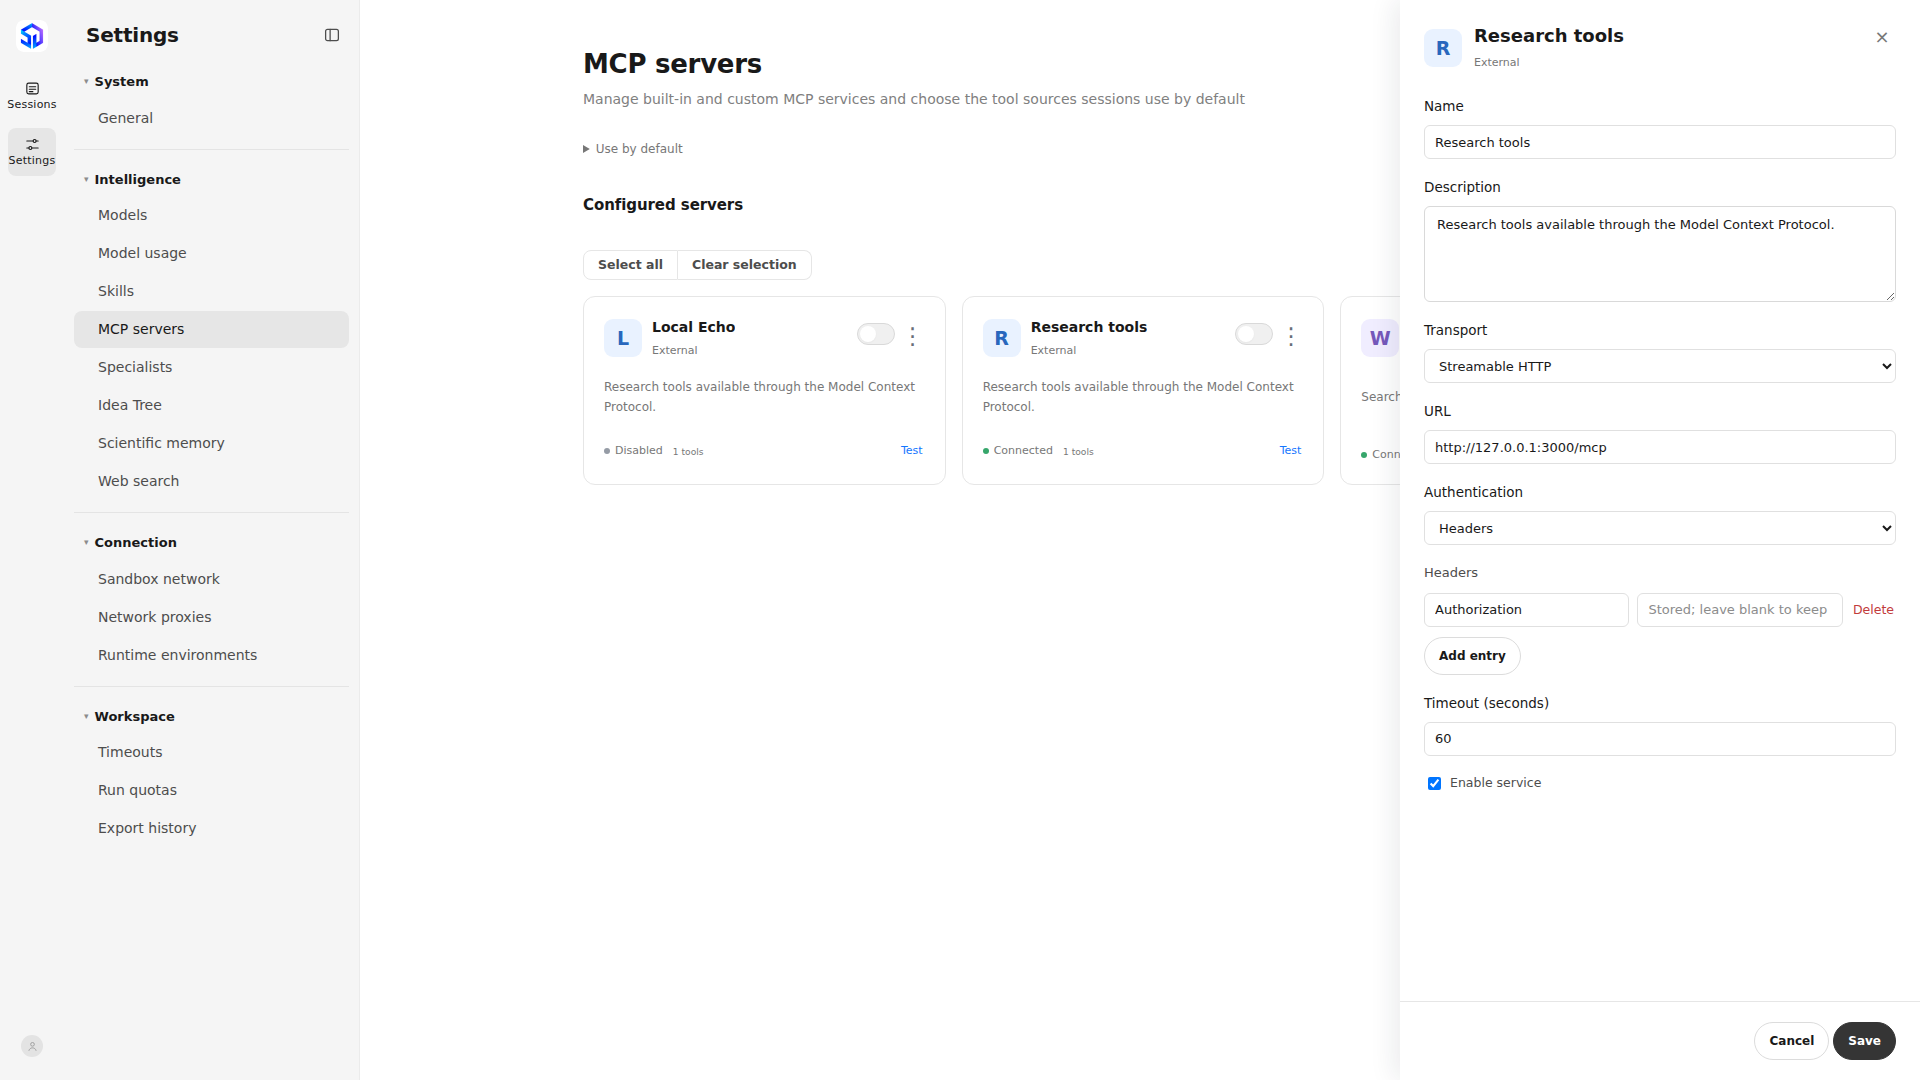 Settings
Sessions
Settings
System
General
Intelligence
Models
Model usage
Skills
MCP servers
Specialists
Idea Tree
Scientific memory
Web search
Connection
Sandbox network
Network proxies
Runtime environments
Workspace
Timeouts
Run quotas
Export history
MCP servers
Manage built-in and custom MCP services and choose the tool sources sessions use by default
Use by default
Configured servers
Select all
Clear selection
L
Local Echo
External
Research tools available through the Model Context
Protocol.
Disabled
1 tools
Test
R
Research tools
External
Research tools available through the Model Context
Protocol.
Connected
1 tools
Test
W
Search
Conn
R
Research tools
External
Name
Research tools
Description
Research tools available through the Model Context Protocol.
Transport
Streamable HTTP
URL
http://127.0.0.1:3000/mcp
Authentication
Headers
Headers
Authorization
Stored; leave blank to keep
Delete
Add entry
Timeout (seconds)
60
Enable service
Cancel
Save